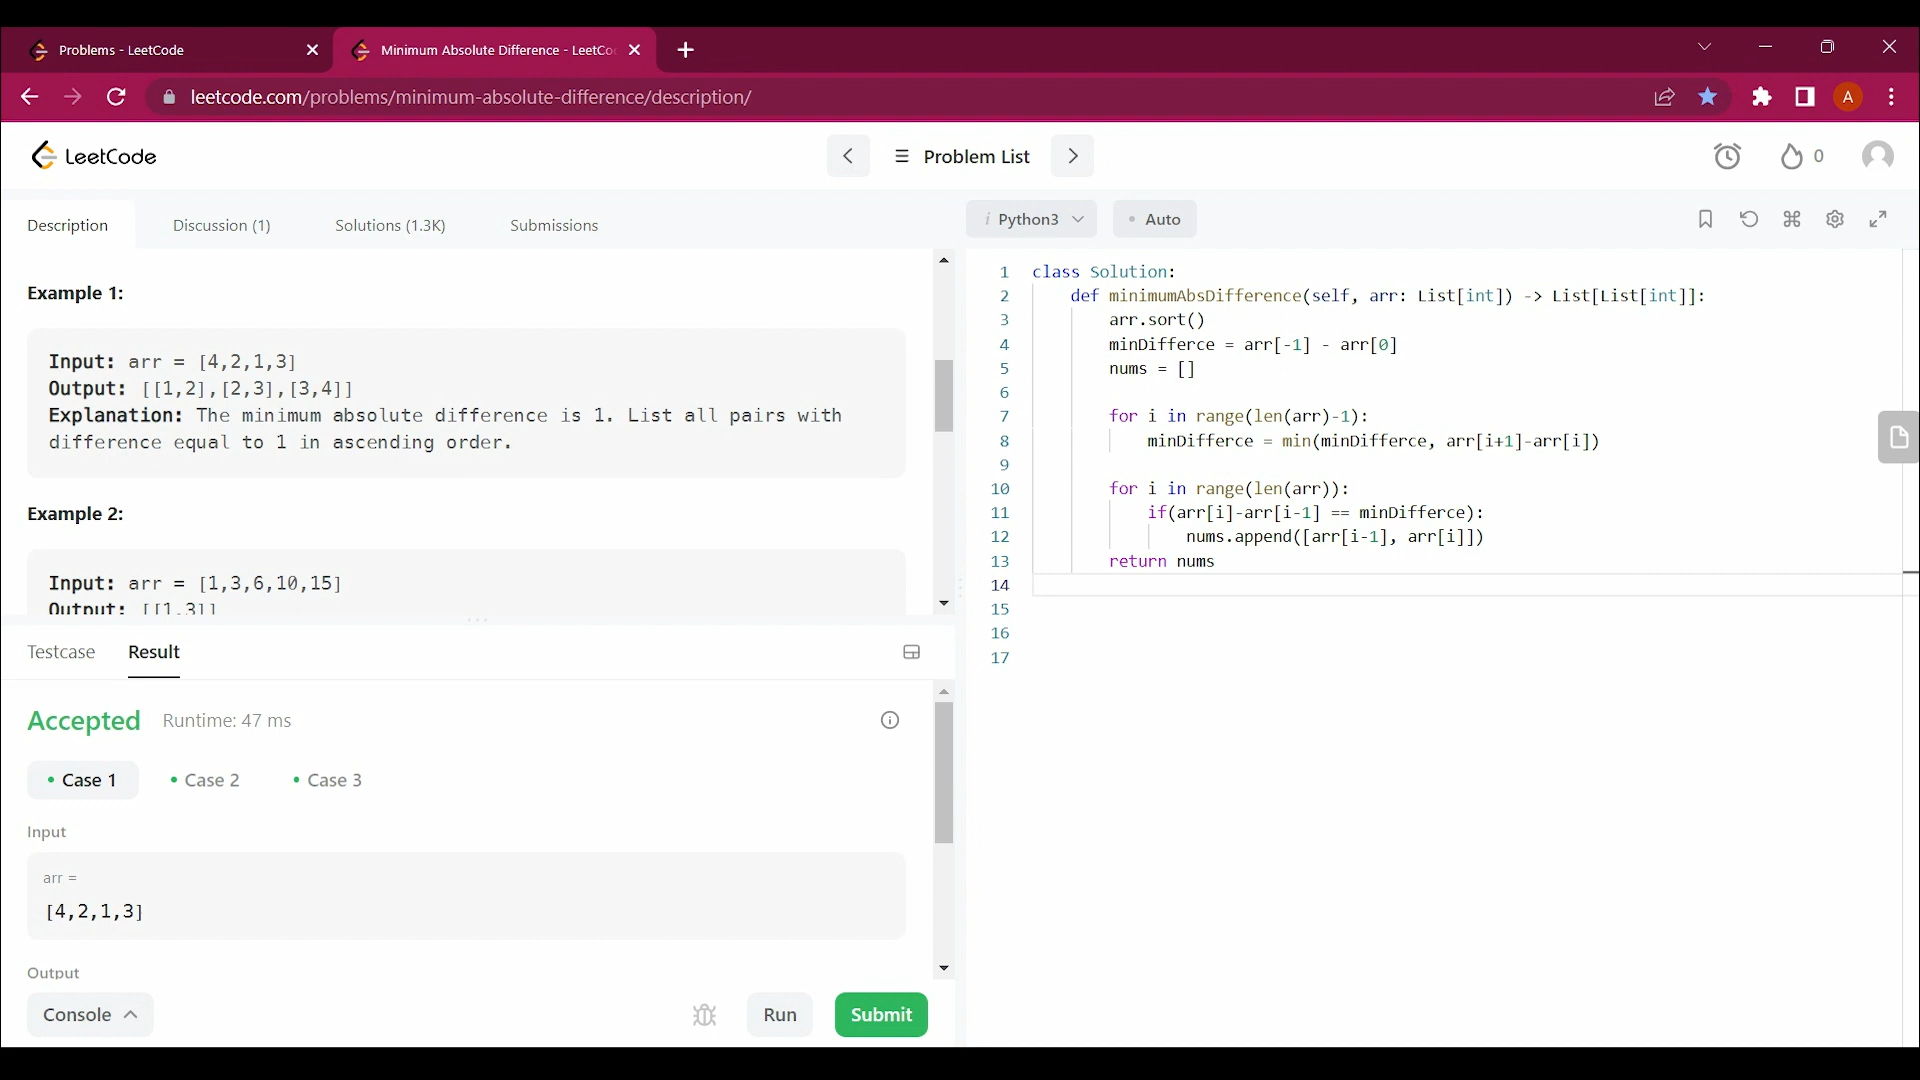 Problems - LeetCode
Minimum Absolute Difference - LeetCo
leetcode.com/problems/minimum-absolute-difference/description/
A
LeetCode
Problem List
0
Description
Discussion (1)
Solutions (1.3K)
Submissions
Example 1:
Input: arr = [4,2,1,3]
Output: [[1,2],[2,3],[3,4]]
Explanation: The minimum absolute difference is 1. List all pairs with
difference equal to 1 in ascending order.
Example 2:
Input: arr = [1,3,6,10,15]
Output: [[1,3]]
Testcase
Result
Accepted
Runtime: 47 ms
Case 1
Case 2
Case 3
Input
arr =
[4,2,1,3]
Output
Console
Run
Submit
i Python3
Auto
1 class Solution:
2 def minimumAbsDifference(self, arr: List[int]) -> List[List[int]]:
3 arr.sort()
4 minDifferce = arr[-1] - arr[0]
5 nums = []
6
7 for i in range(len(arr)-1):
8 minDifferce = min(minDifferce, arr[i+1]-arr[i])
9
10 for i in range(len(arr)):
11 if(arr[i]-arr[i-1] == minDifferce):
12 nums.append([arr[i-1], arr[i]])
13 return nums
14
15
16
17